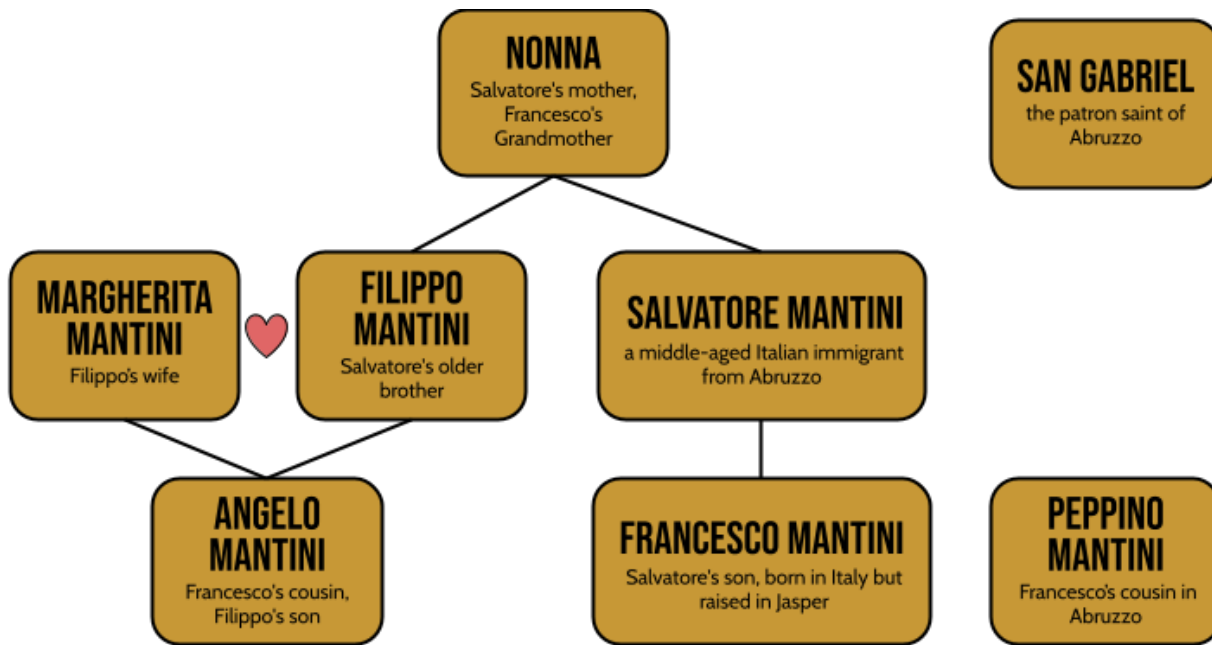 NONNA
Salvatore's mother,
Francesco's
Grandmother
SAN GABRIEL
the patron saint of
Abruzzo
MARGHERITA
MANTINI
Filippo's wife
FILIPPO
MANTINI
Salvatore's older
brother
SALVATORE MANTINI
a middle-aged Italian immigrant
from Abruzzo
ANGELO
MANTINI
Francesco's cousin,
Filippo's son
FRANCESCO MANTINI
Salvatore's son, born in Italy but
raised in Jasper
PEPPINO
MANTINI
Francesco's cousin in
Abruzzo